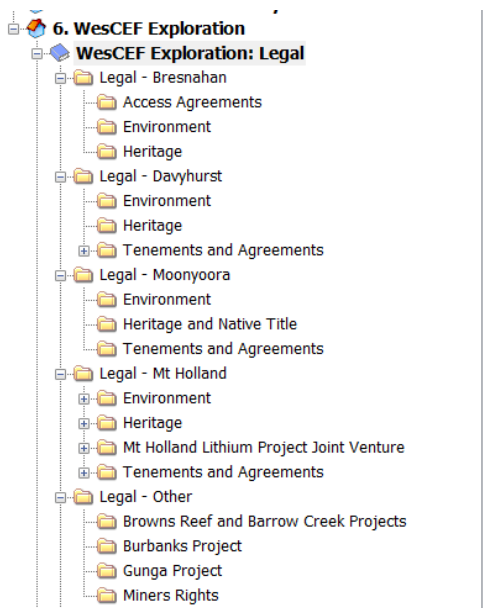 6. WesCEF Exploration
WesCEF Exploration: Legal
Legal - Bresnahan
Access Agreements
Environment
Heritage
Legal - Davyhurst
Environment
Heritage
Tenements and Agreements
Legal - Moonyoora
Environment
Heritage and Native Title
Tenements and Agreements
Legal - Mt Holland
Environment
Heritage
Mt Holland Lithium Project Joint Venture
Tenements and Agreements
Legal - Other
Browns Reef and Barrow Creek Projects
Burbanks Project
Gunga Project
Miners Rights